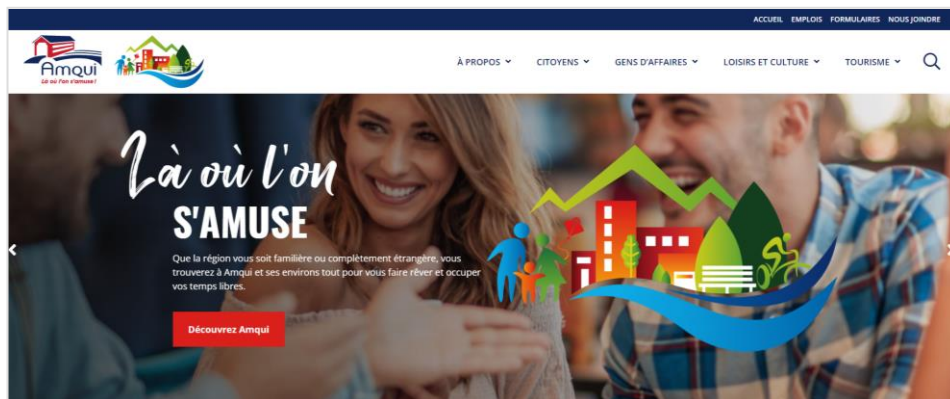 ACCUEIL EMPLOIS FORMULAIRES NOUS JOINDRE
Amqui
Là où l'on s'amuse!
À PROPOS CITOYENS GENS D'AFFAIRES LOISIRS ET CULTURE TOURISME
Là où l'on
S'AMUSE
Que la région vous soit familière ou complètement étrangère, vous
trouverez à Amqui et ses environs tout pour vous faire rêver et occuper
vos temps libres.
Découvrez Amqui